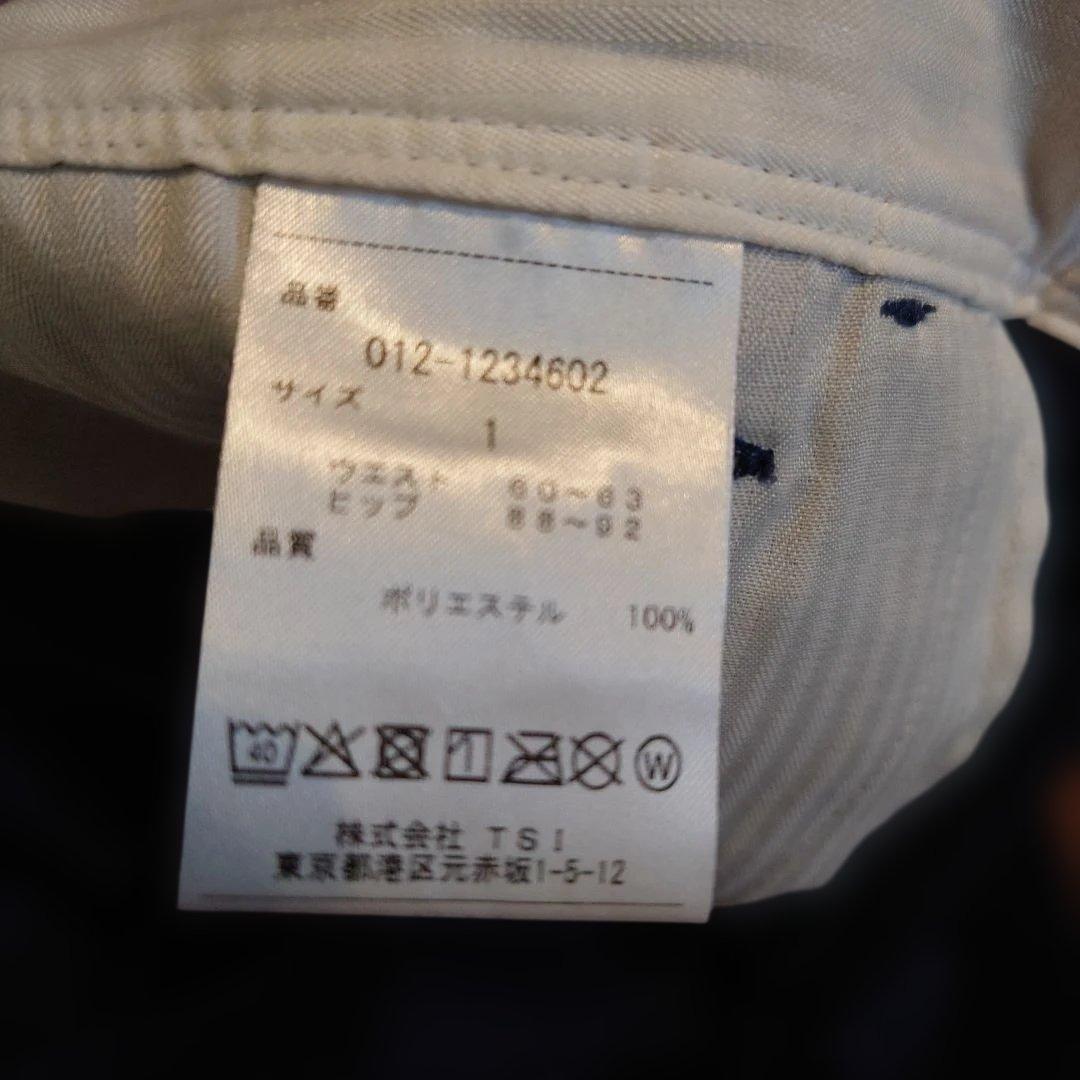 品番
012-1234602
サイズ
1
ウエスト 60～63
ヒップ 88～92
品質
ポリエステル 100%
40
W
株式会社 TSI
東京都港区元赤坂1-5-12